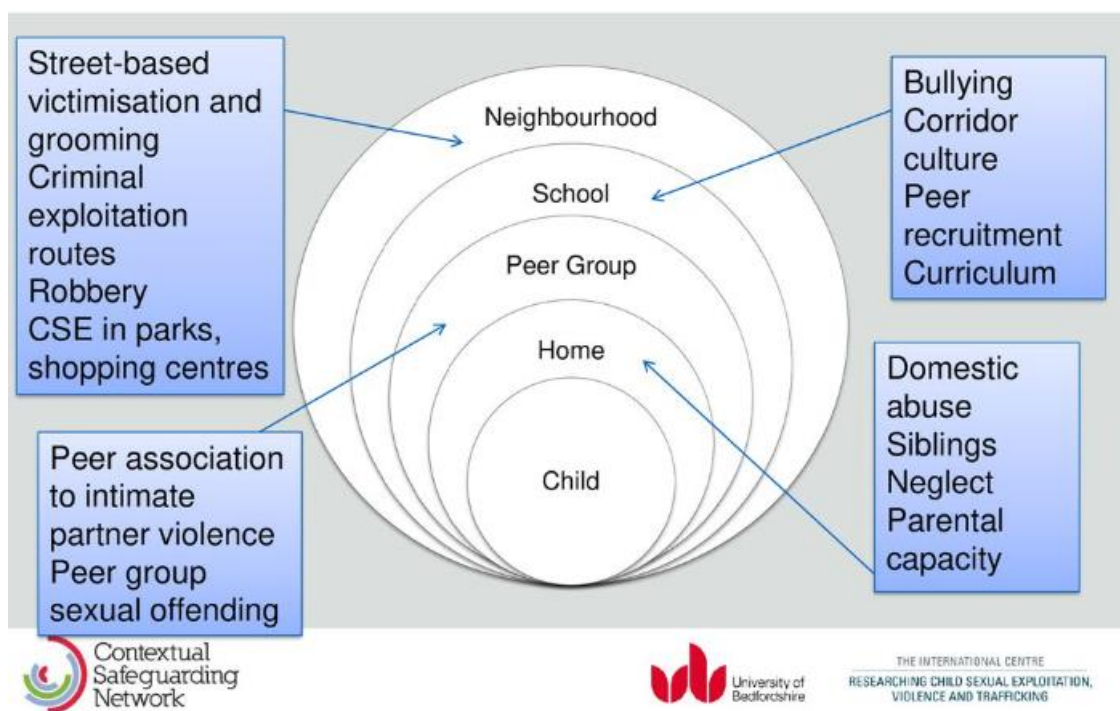 Street-based
victimisation and
grooming
Criminal
exploitation
routes
Robbery
CSE in parks,
shopping centres
Peer association
to intimate
partner violence
Peer group
sexual offending
Neighbourhood
School
Peer Group
Home
Child
Bullying
Corridor
culture
Peer
recruitment
Curriculum
Domestic
abuse
Siblings
Neglect
Parental
capacity
Contextual
Safeguarding
Network
University of
Bedfordshire
THE INTERNATIONAL CENTRE
RESEARCHING CHILD SEXUAL EXPLOITATION,
VIOLENCE AND TRAFFICKING